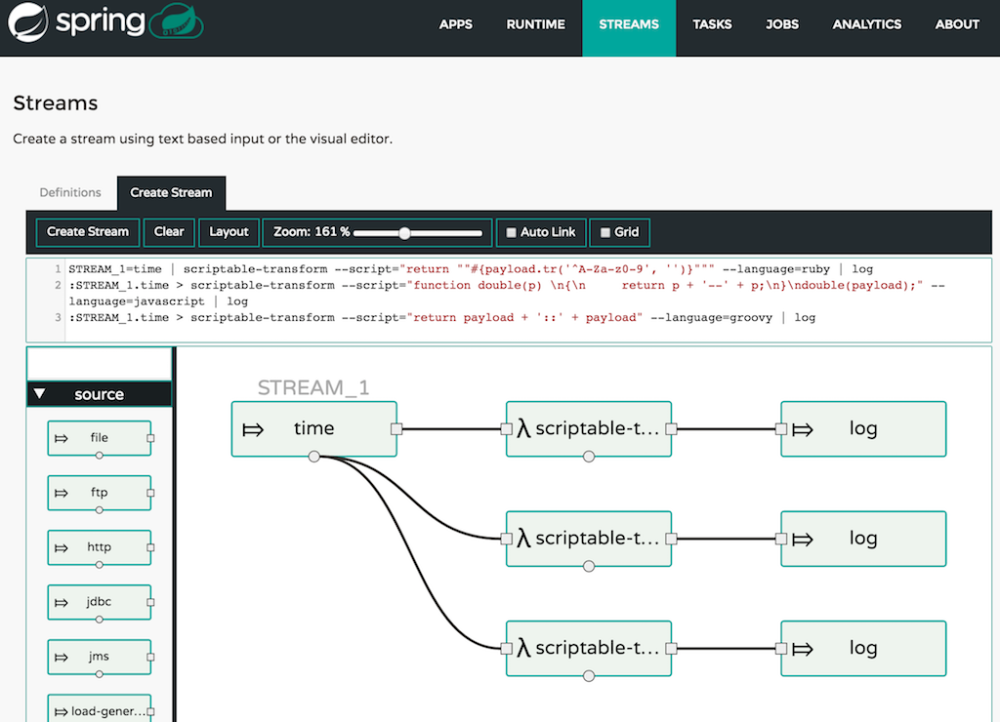 spring
APPS RUNTIME STREAMS TASKS JOBS ANALYTICS ABOUT
Streams
Create a stream using text based input or the visual editor.
Definitions Create Stream
Create Stream Clear Layout Zoom: 161 % Auto Link Grid
1 STREAM_1=time | scriptable-transform --script="return ""#{payload.tr('^A-Za-z0-9', '')}""" --language=ruby | log
2 :STREAM_1.time > scriptable-transform --script="function double(p) \n{\n     return p + '--' + p;\n}\ndouble(payload);" --
language=javascript | log
3 :STREAM_1.time > scriptable-transform --script="return payload + '::' + payload" --language=groovy | log
source
file
ftp
http
jdbc
jms
load-gener...
STREAM_1
time λ scriptable-t... log
λ scriptable-t... log
λ scriptable-t... log